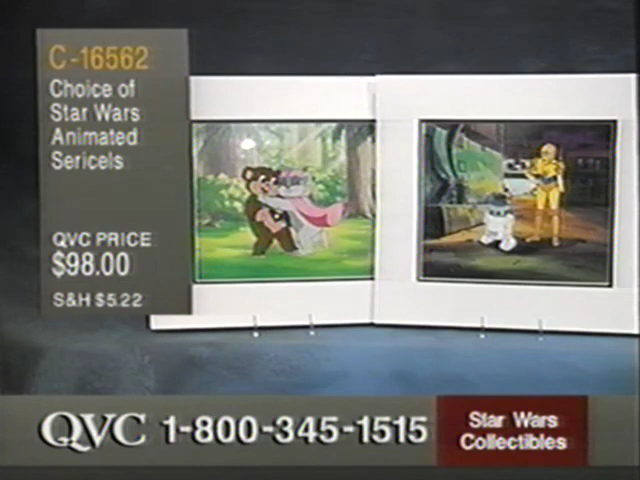 C-16562
Choice of
Star Wars
Animated
Sericels
QVC PRICE
$98.00
S&H $5.22
QVC 1-800-345-1515
Star Wars
Collectibles